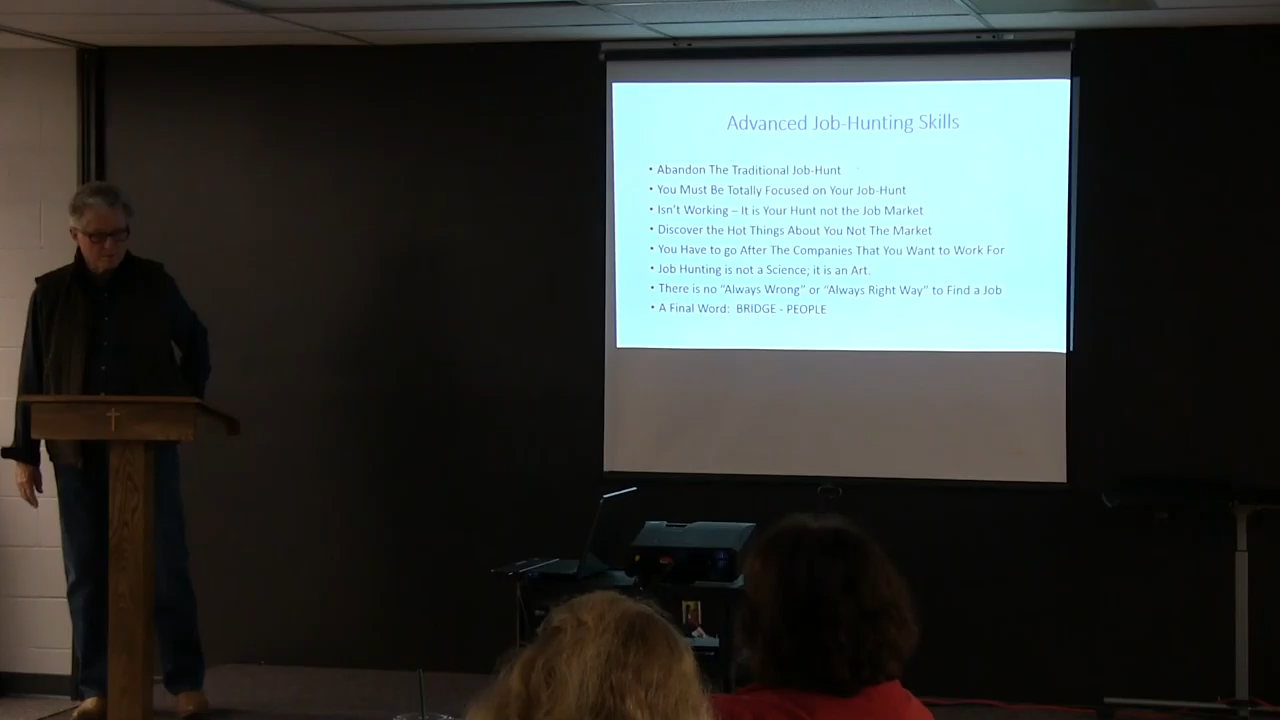 Advanced Job-Hunting Skills
• Abandon The Traditional Job-Hunt
• You Must Be Totally Focused on Your Job-Hunt
• Isn't Working – It is Your Hunt not the Job Market
• Discover the Hot Things About You Not The Market
• You Have to go After The Companies That You Want to Work For
• Job Hunting is not a Science; it is an Art.
• There is no “Always Wrong” or “Always Right Way” to Find a Job
• A Final Word: BRIDGE - PEOPLE